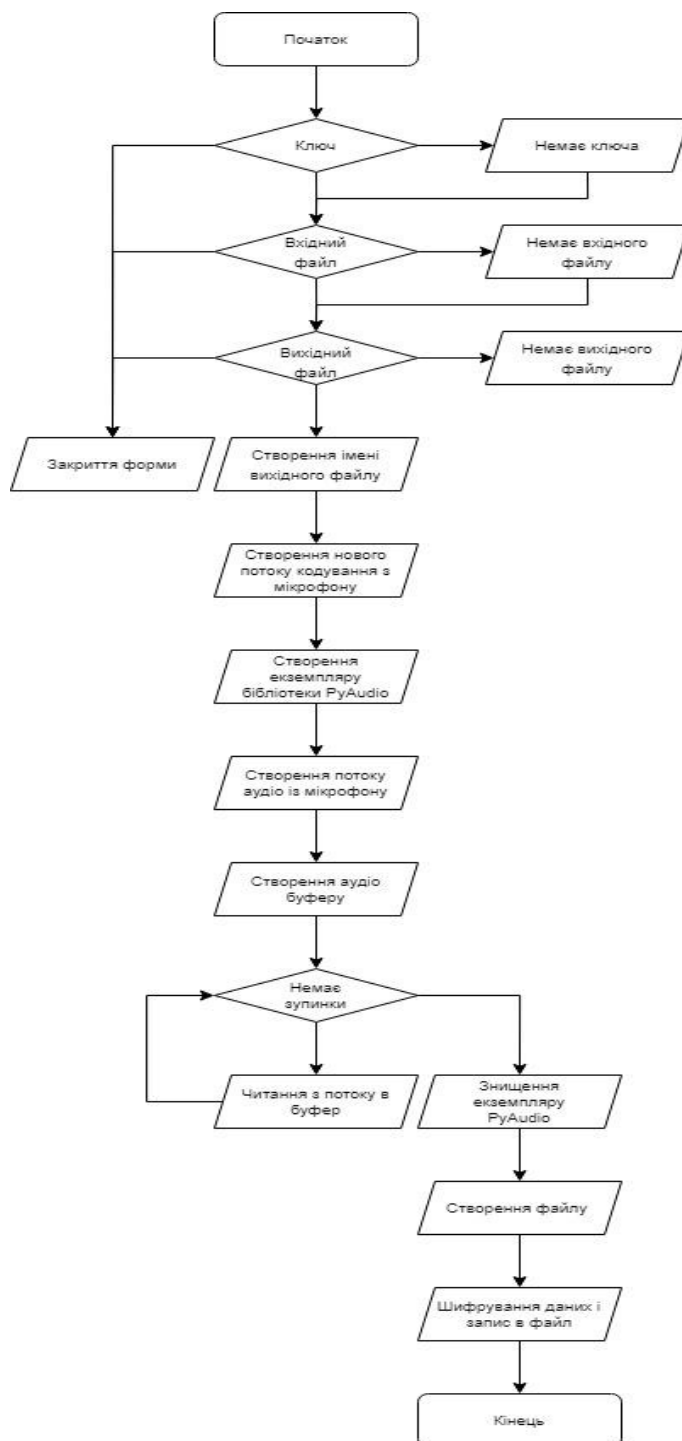 Початок
Ключ
Немає ключа
Вхідний
файл
Немає вхідного
файлу
Вихідний
файл
Немає вихідного
файлу
Закриття форми
Створення імені
вихідного файлу
Створення нового
потоку кодування з
мікрофону
Створення
екземпляру
бібліотеки PyAudio
Створення потоку
аудіо із мікрофону
Створення аудіо
буферу
Немає
зупинки
Читання з потоку в
буфер
Знищення
екземпляру
PyAudio
Створення файлу
Шифрування даних і
запис в файл
Кінець